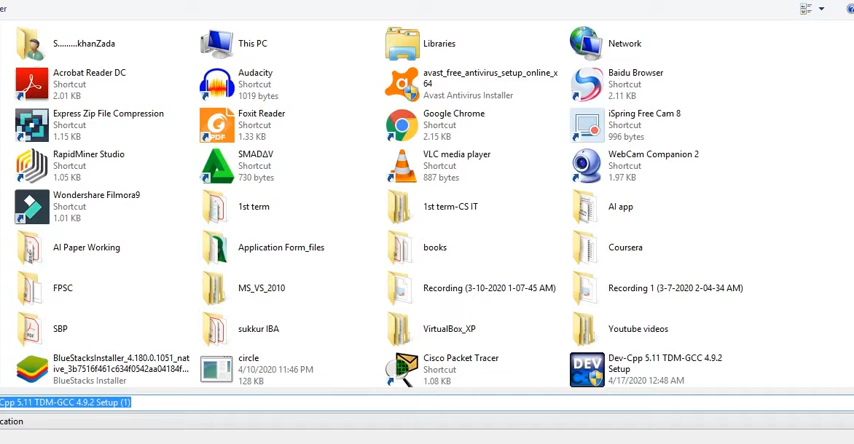 er
S.........khanZada
This PC
Libraries
Network
Acrobat Reader DC
Shortcut
2.01 KB
Audacity
Shortcut
1019 bytes
avast_free_antivirus_setup_online_x
64
Avast Antivirus Installer
Baidu Browser
Shortcut
2.11 KB
Express Zip File Compression
Shortcut
1.15 KB
Foxit Reader
Shortcut
1.33 KB
Google Chrome
Shortcut
2.15 KB
iSpring Free Cam 8
Shortcut
996 bytes
RapidMiner Studio
Shortcut
1.05 KB
SMADΔV
Shortcut
730 bytes
VLC media player
Shortcut
887 bytes
WebCam Companion 2
Shortcut
1.97 KB
Wondershare Filmora9
Shortcut
1.01 KB
1st term
1st term-CS IT
AI app
AI Paper Working
Application Form_files
books
Coursera
FPSC
MS_VS_2010
Recording (3-10-2020 1-07-45 AM)
Recording 1 (3-7-2020 2-04-34 AM)
SBP
sukkur IBA
VirtualBox_XP
Youtube videos
BlueStacksInstaller_4.180.0.1051_nat
ive_3b7516f461c634f0542aa04184f...
BlueStacks Installer
circle
4/10/2020 11:46 PM
128 KB
Cisco Packet Tracer
Shortcut
1.08 KB
Dev-Cpp 5.11 TDM-GCC 4.9.2
Setup
4/17/2020 12:48 AM
Cpp 5.11 TDM-GCC 4.9.2 Setup (1)
cation